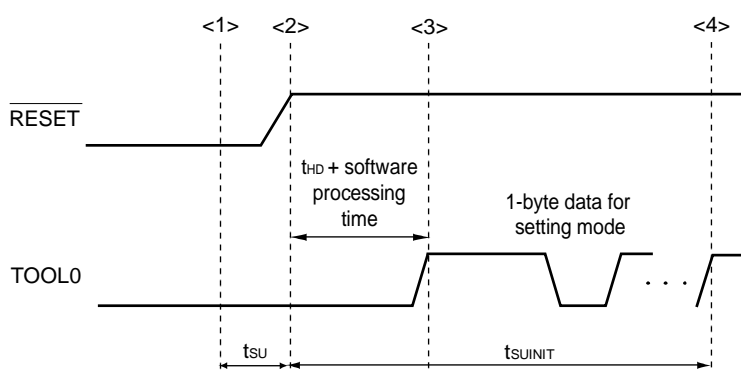 <1> <2> <3> <4>
RESET
tHD + software
processing
time
1-byte data for
setting mode
TOOL0
. . .
tSU
tSUINIT